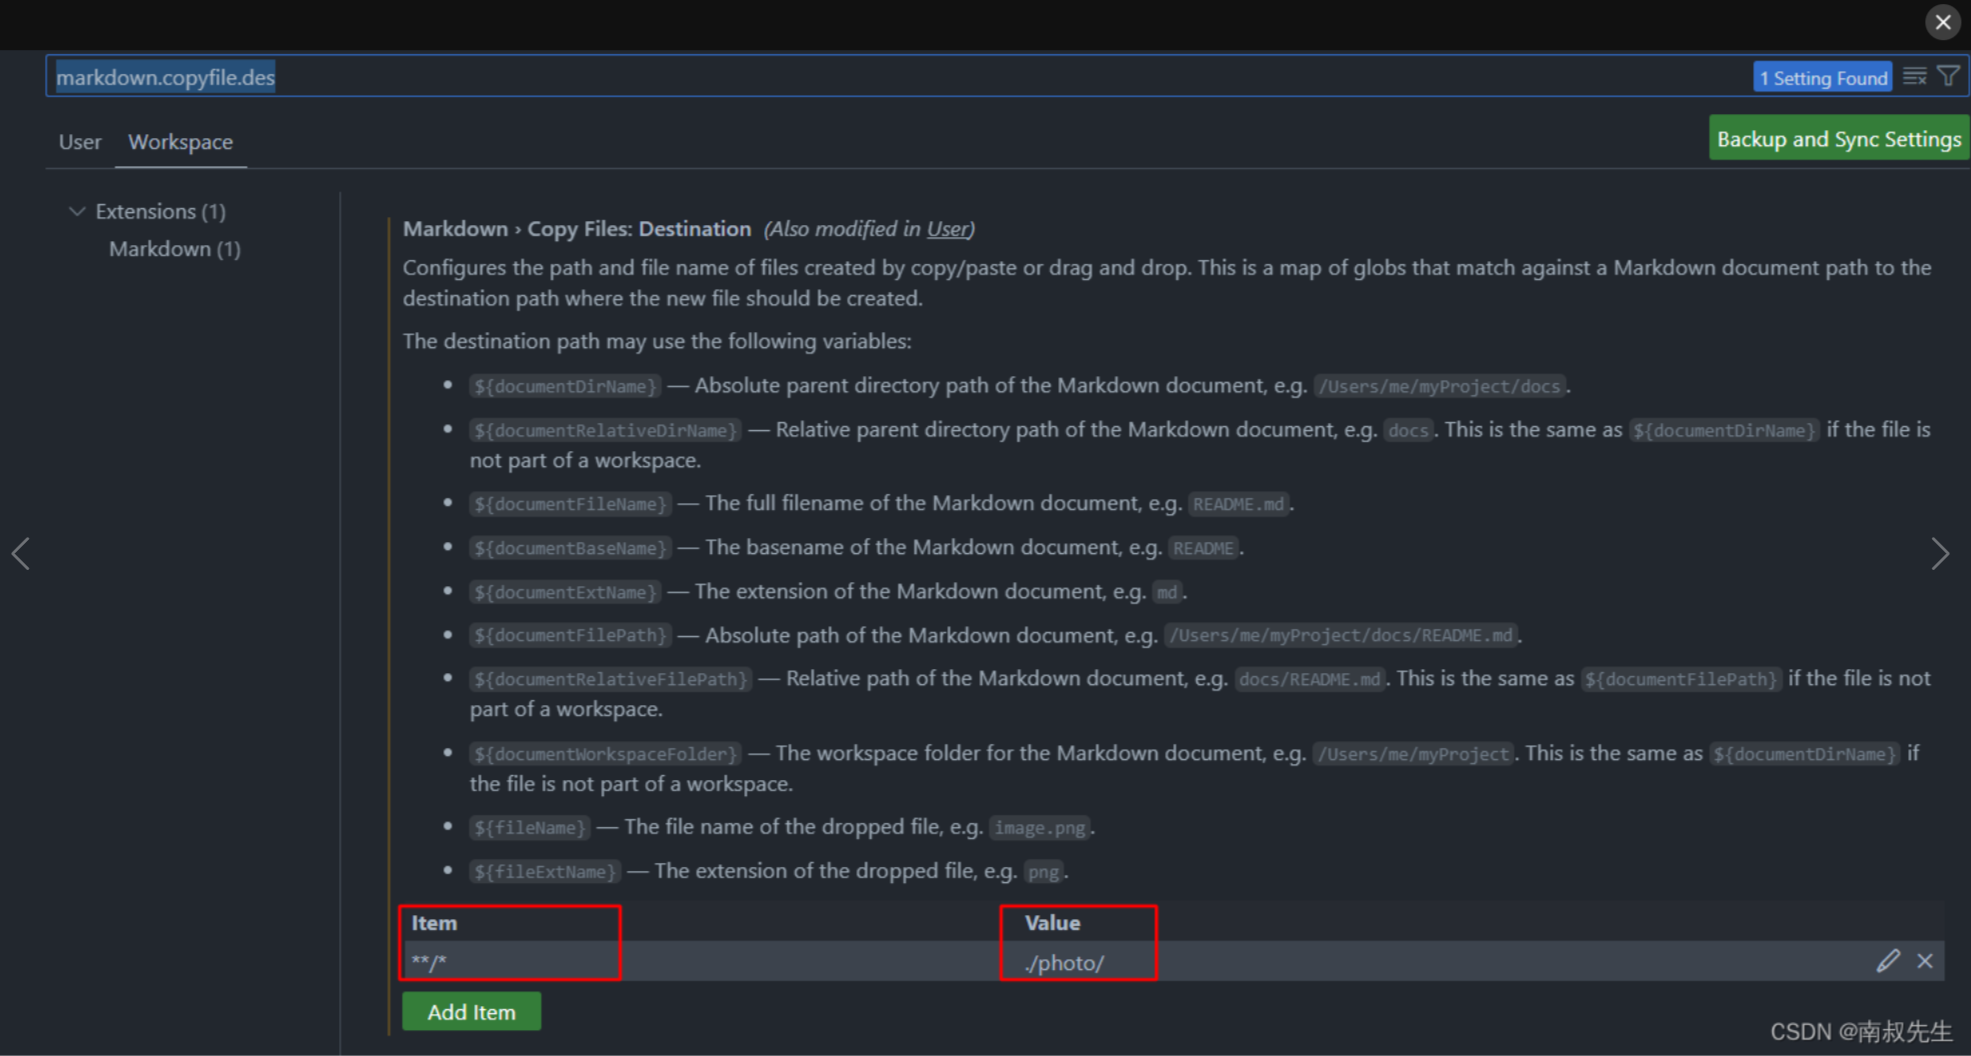 markdown.copyfile.des
1 Setting Found
User Workspace
Backup and Sync Settings
Extensions (1)
Markdown (1)
Markdown › Copy Files: Destination (Also modified in User)
Configures the path and file name of files created by copy/paste or drag and drop. This is a map of globs that match against a Markdown document path to the
destination path where the new file should be created.
The destination path may use the following variables:
• ${documentDirName} — Absolute parent directory path of the Markdown document, e.g. /Users/me/myProject/docs.
• ${documentRelativeDirName} — Relative parent directory path of the Markdown document, e.g. docs. This is the same as ${documentDirName} if the file is
not part of a workspace.
• ${documentFileName} — The full filename of the Markdown document, e.g. README.md.
• ${documentBaseName} — The basename of the Markdown document, e.g. README.
• ${documentExtName} — The extension of the Markdown document, e.g. md.
• ${documentFilePath} — Absolute path of the Markdown document, e.g. /Users/me/myProject/docs/README.md.
• ${documentRelativeFilePath} — Relative path of the Markdown document, e.g. docs/README.md. This is the same as ${documentFilePath} if the file is not
part of a workspace.
• ${documentWorkspaceFolder} — The workspace folder for the Markdown document, e.g. /Users/me/myProject. This is the same as ${documentDirName} if
the file is not part of a workspace.
• ${fileName} — The file name of the dropped file, e.g. image.png.
• ${fileExtName} — The extension of the dropped file, e.g. png.
Item Value
**/* ./photo/
Add Item
CSDN @南叔先生